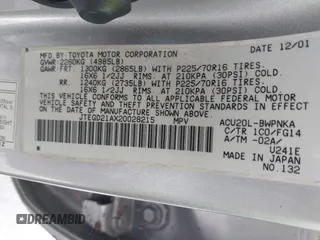 MFD.BY:TOYOTA MOTOR CORPORATION 12/01
GVWR 2260KG (4985LB)
GAWR FRT. 1300KG (2865LB) WITH P225/70R16 TIRES.
16X6 1/2JJ RIMS. AT 210KPA (30PSI) COLD.
RR. 1240KG (2735LB) WITH P225/70R16 TIRES.
16X6 1/2JJ RIMS. AT 210KPA (30PSI) COLD.
THIS VEHICLE CONFORMS TO ALL APPLICABLE
FEDERAL MOTOR VEHICLE SAFETY AND BUMPER
STANDARDS IN EFFECT ON THE DATE OF
MANUFACTURE SHOWN ABOVE.
JTEGD21AX20028215 MPV
ACU20L-BWPNKA
C/TR 1C0/FG14
A/TM -02A/
U241E
MADE IN JAPAN
NO.132